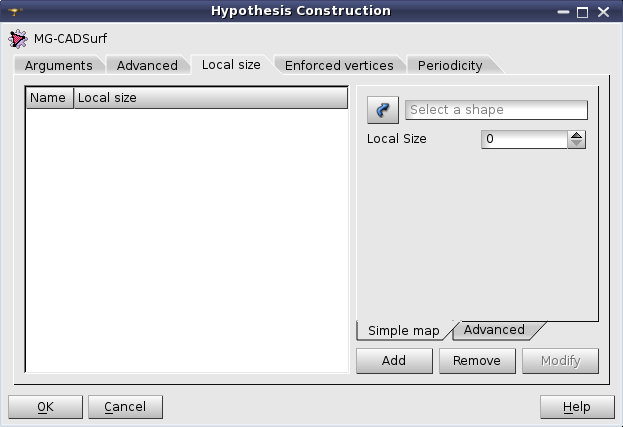 Hypothesis Construction
MG-CADSurf
Arguments Advanced Local size Enforced vertices Periodicity
Name Local size
Select a shape
Local Size 0
Simple map Advanced
Add Remove Modify
OK Cancel Help